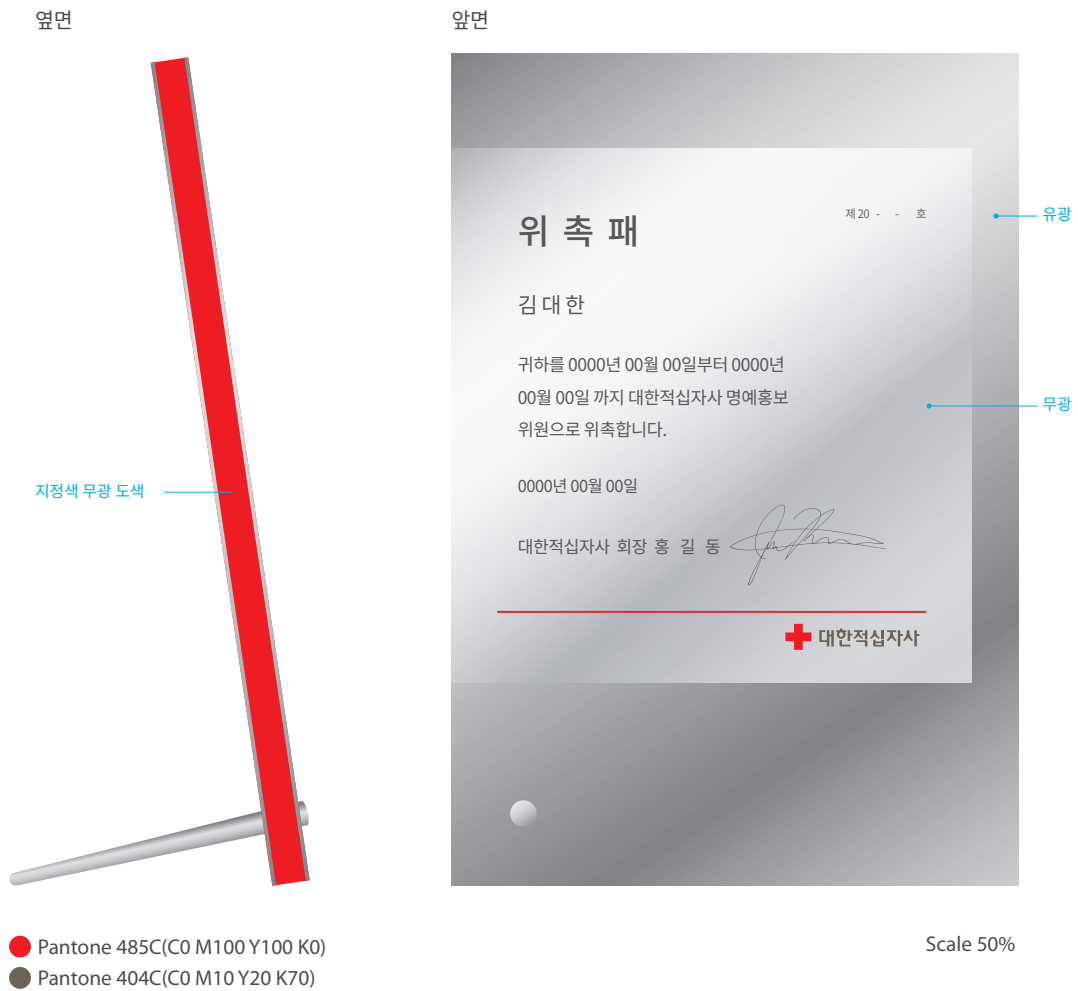 옆면
앞면
위 촉 패
제20 - - 호
유광
김 대 한
귀하를 0000년 00월 00일부터 0000년
00월 00일 까지 대한적십자사 명예홍보
위원으로 위촉합니다.
무광
지정색 무광 도색
0000년 00월 00일
대한적십자사 회장 홍 길 동
대한적십자사
Pantone 485C(C0 M100 Y100 K0)
Pantone 404C(C0 M10 Y20 K70)
Scale 50%